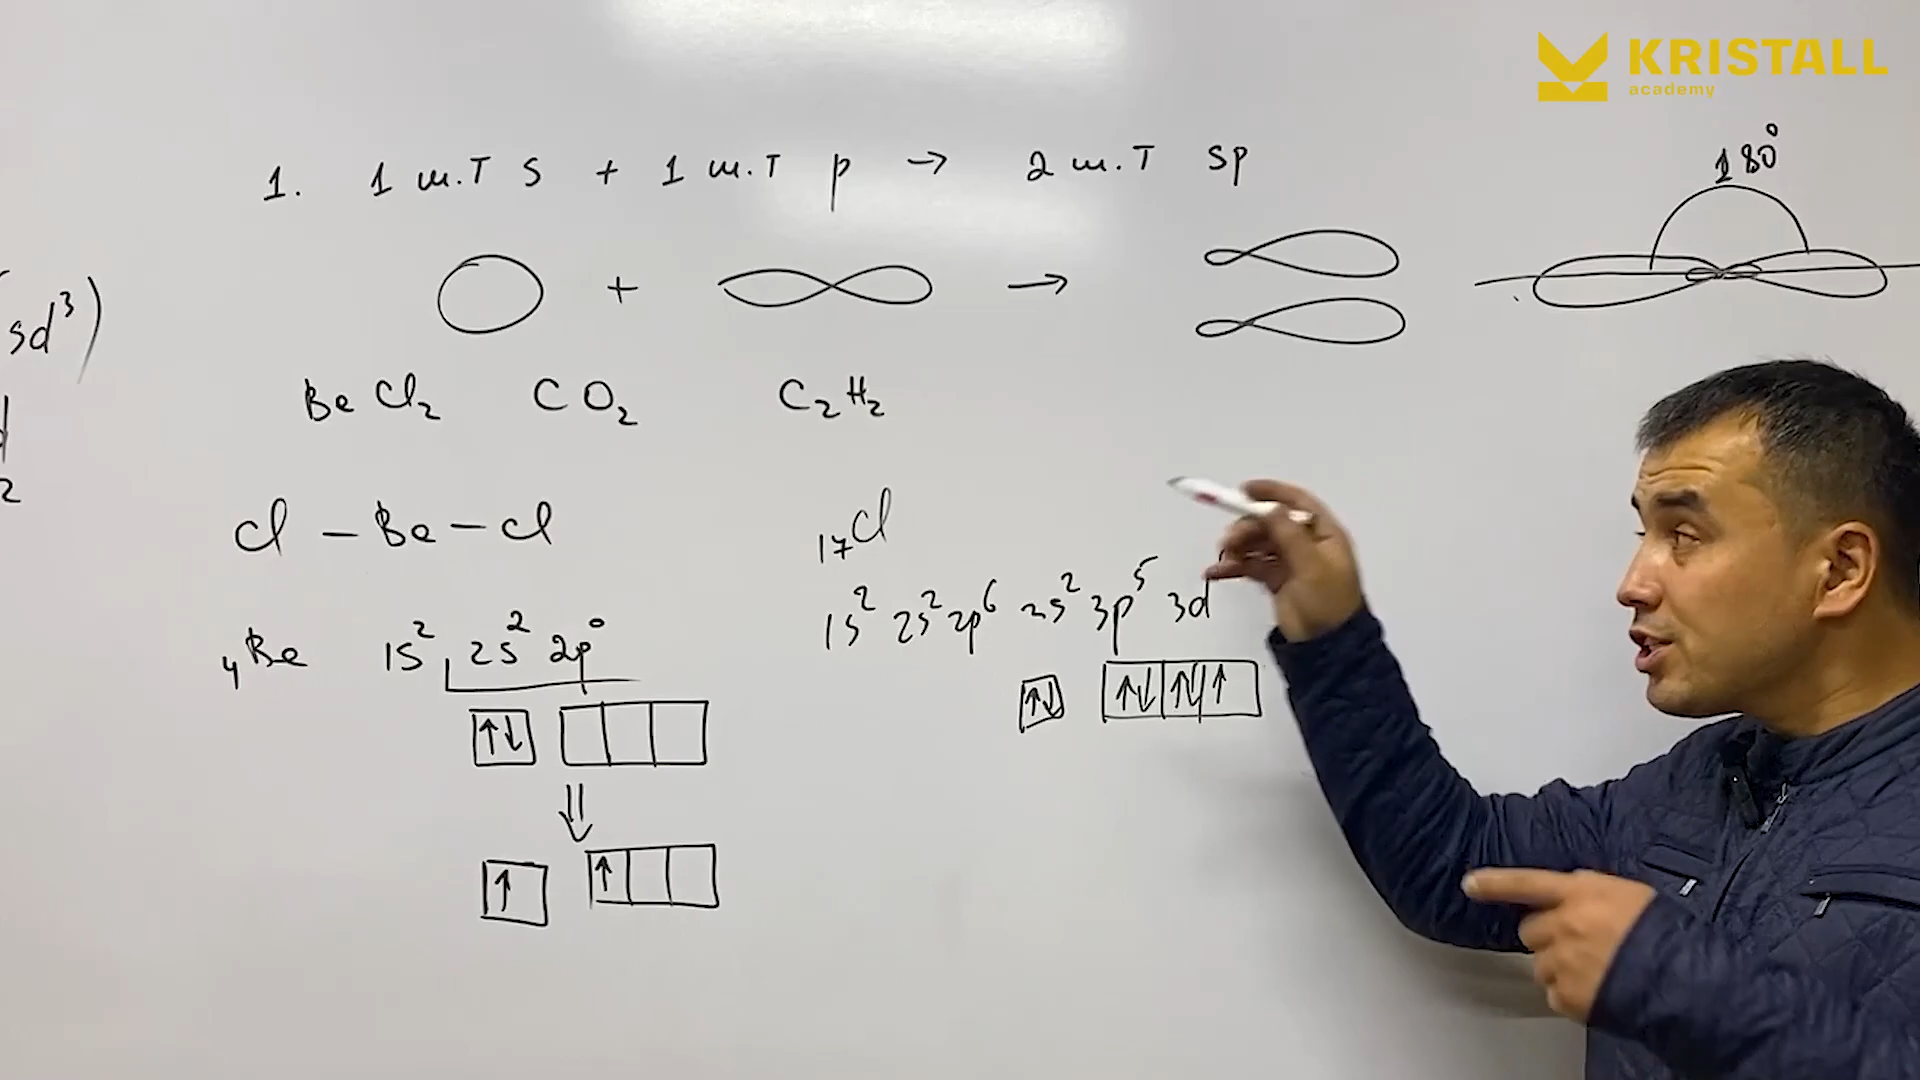 KRISTALL
academy
1. 1 ш.т s + 1 ш.т p → 2 ш.т sp
180°
+ →
sd³)
BeCl₂ CO₂ C₂H₂
2
Cl – Be – Cl
₁₇Cl
1s² 2s² 2p⁶ 3s² 3p⁵ 3d
₄Be 1s² 2s² 2p⁰
↑↓
↑↓ ↑↓ ↑↓ ↑
⇓
↑ ↑